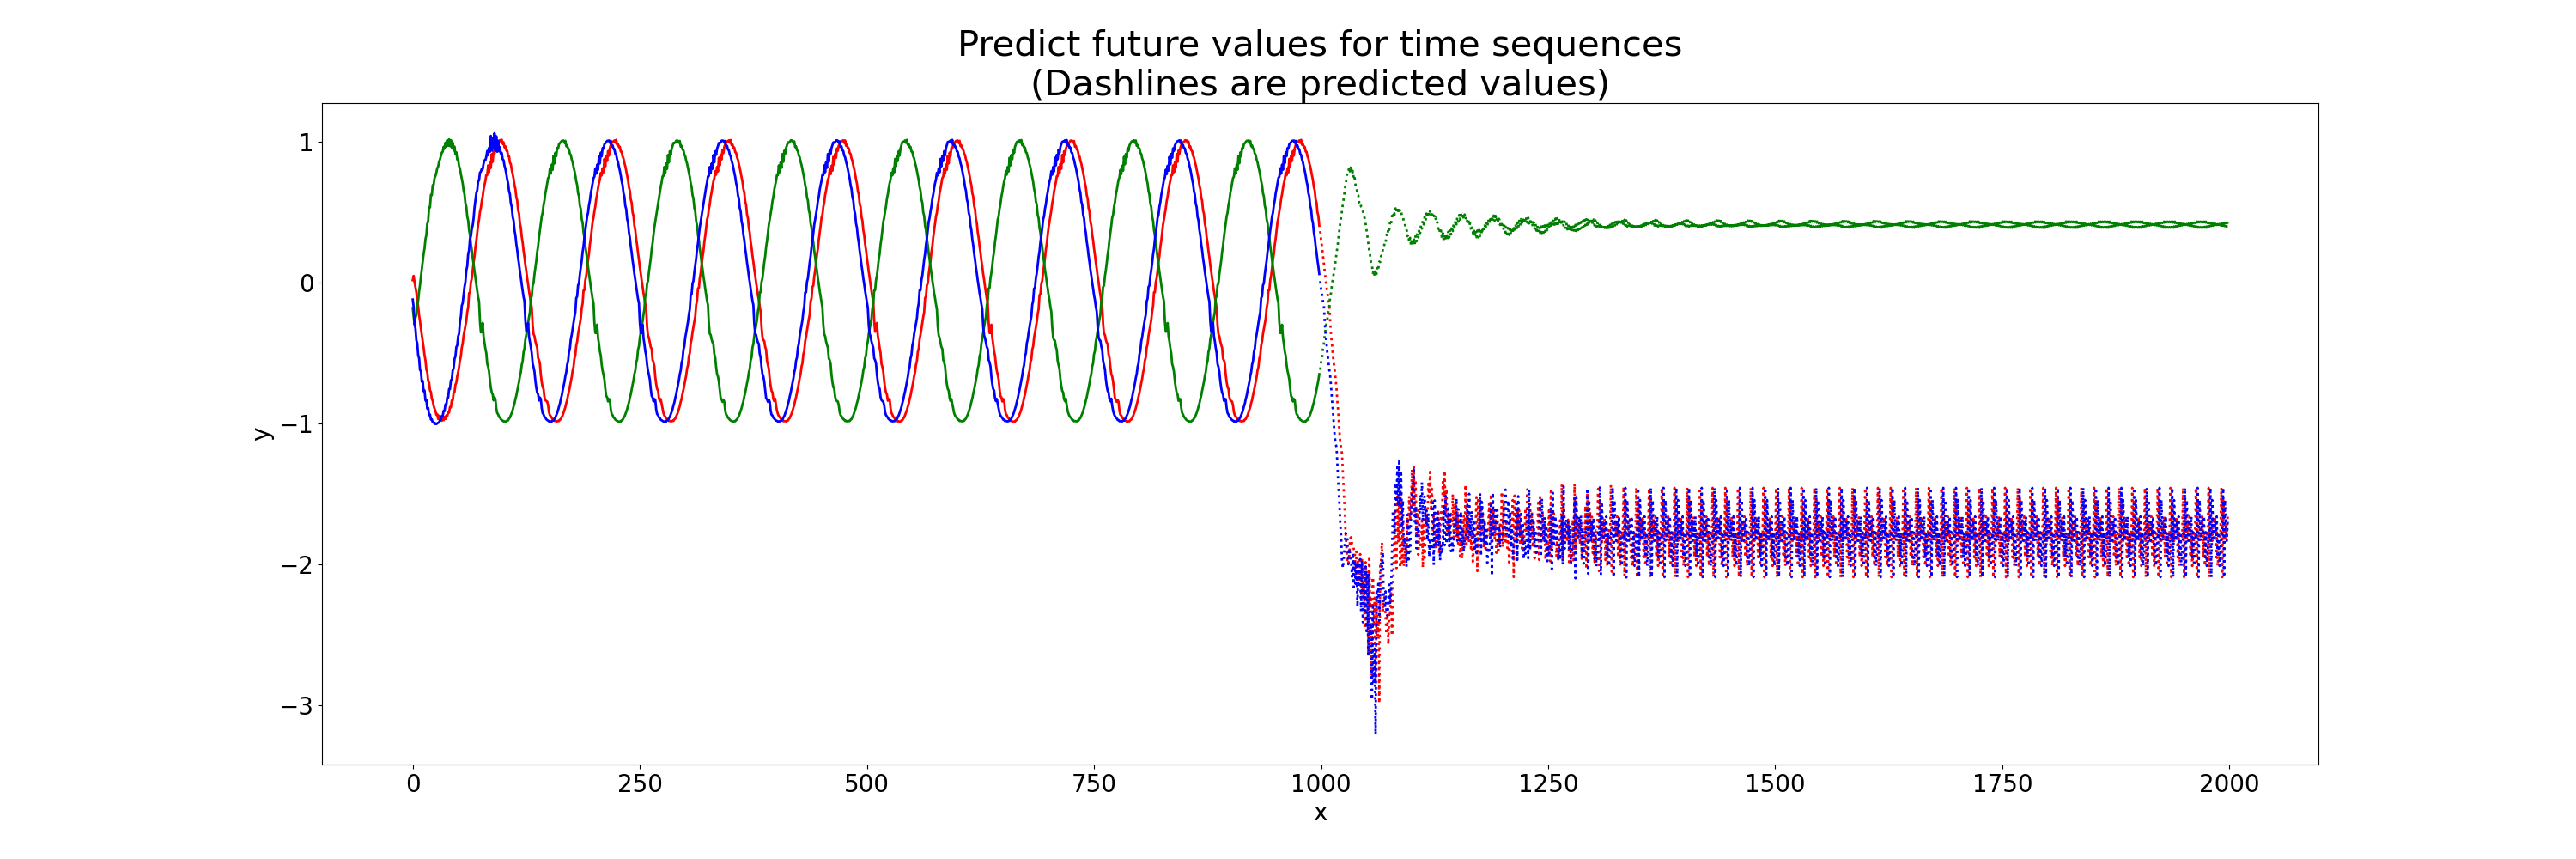 Predict future values for time sequences
(Dashlines are predicted values)
1
0
−1
−2
−3
y
0 250 500 750 1000 1250 1500 1750 2000
x